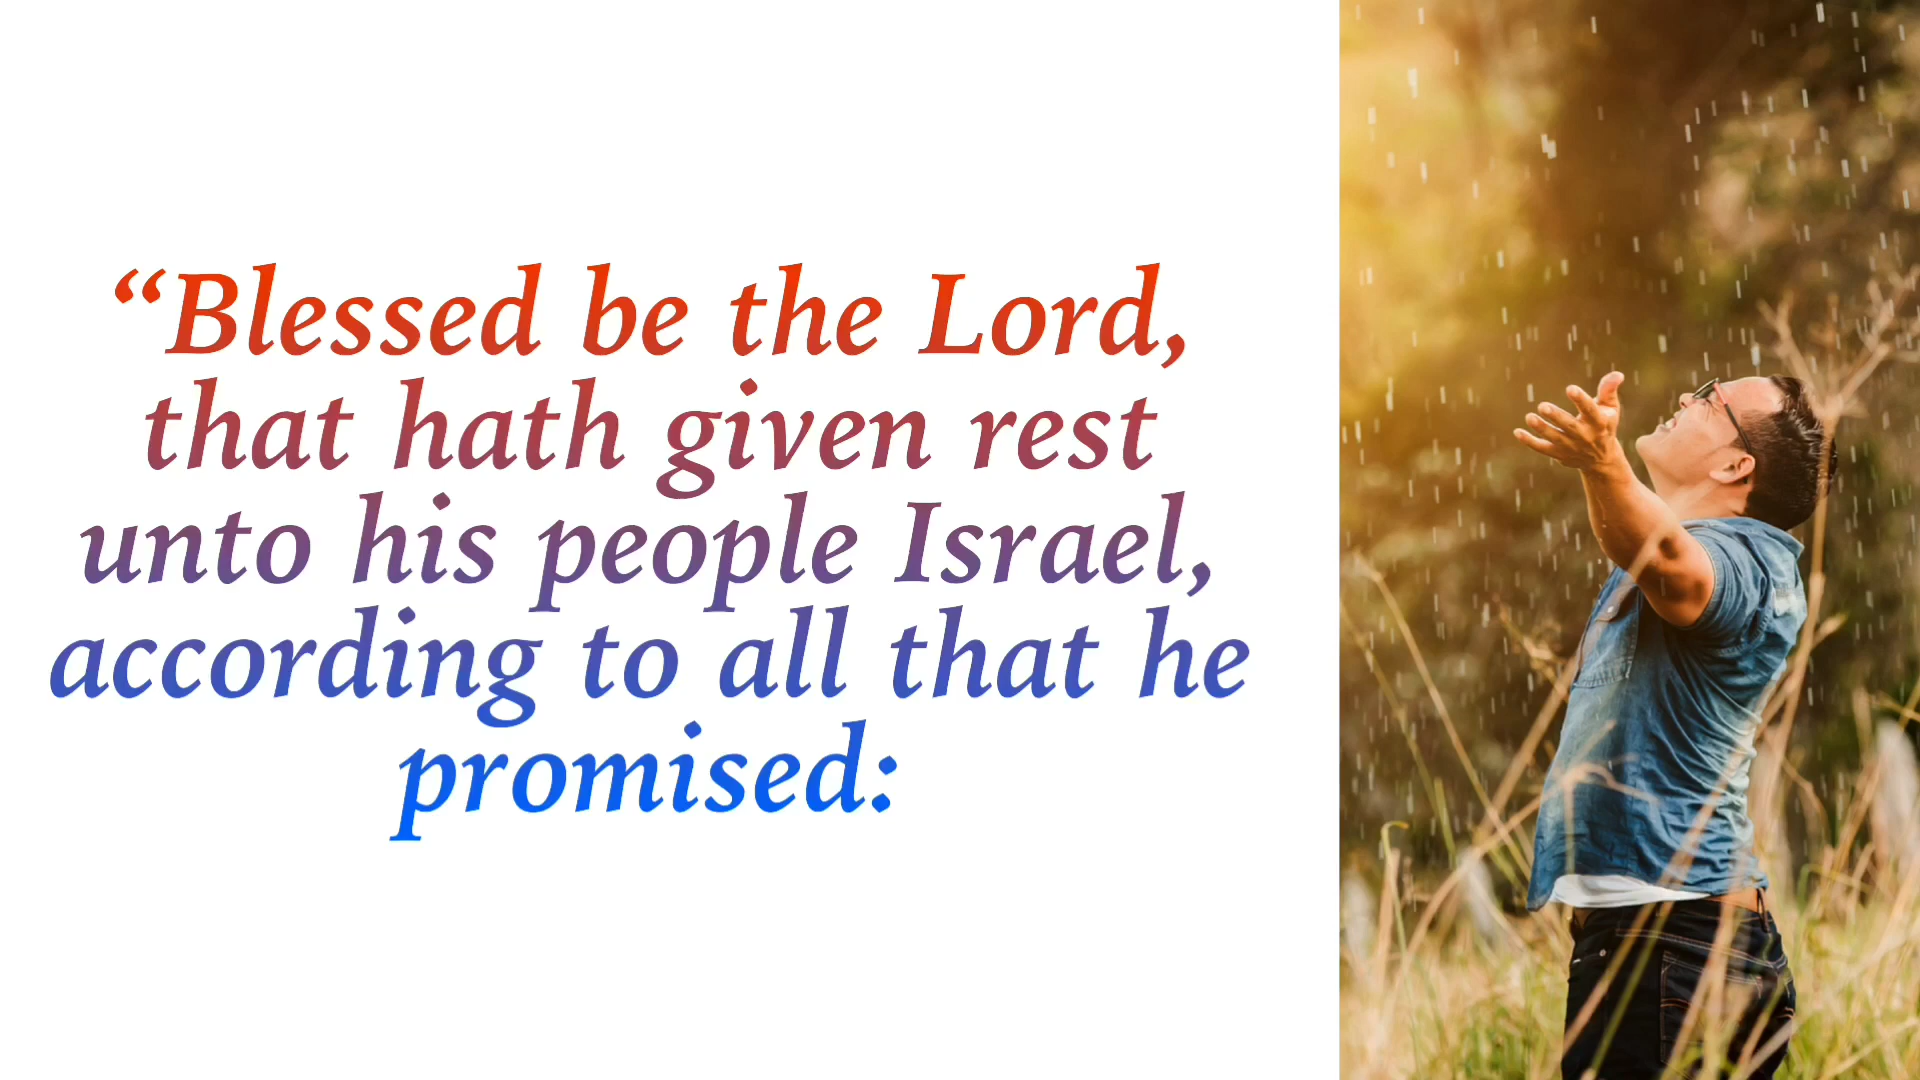 “Blessed be the Lord,
that hath given rest
unto his people Israel,
according to all that he
promised: